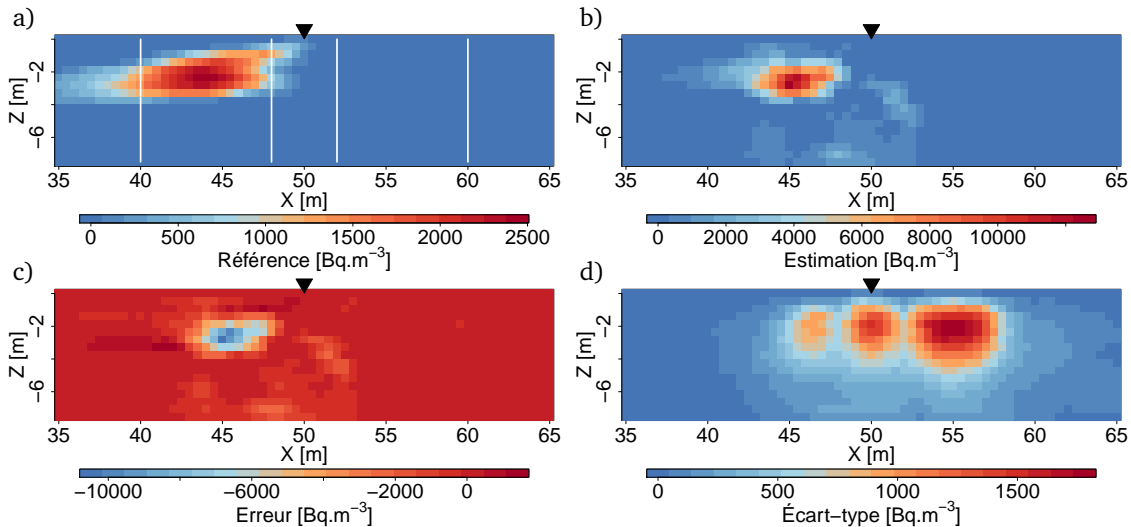 a)
−2
−6
Z [m]
35 40 45 50 55 60 65
X [m]
0 500 1000 1500 2000 2500
Référence [Bq.m−3]
b)
−2
−6
Z [m]
35 40 45 50 55 60 65
X [m]
0 2000 4000 6000 8000 10000
Estimation [Bq.m−3]
c)
−2
−6
Z [m]
35 40 45 50 55 60 65
X [m]
−10000 −6000 −2000 0
Erreur [Bq.m−3]
d)
−2
−6
Z [m]
35 40 45 50 55 60 65
X [m]
0 500 1000 1500
Écart−type [Bq.m−3]